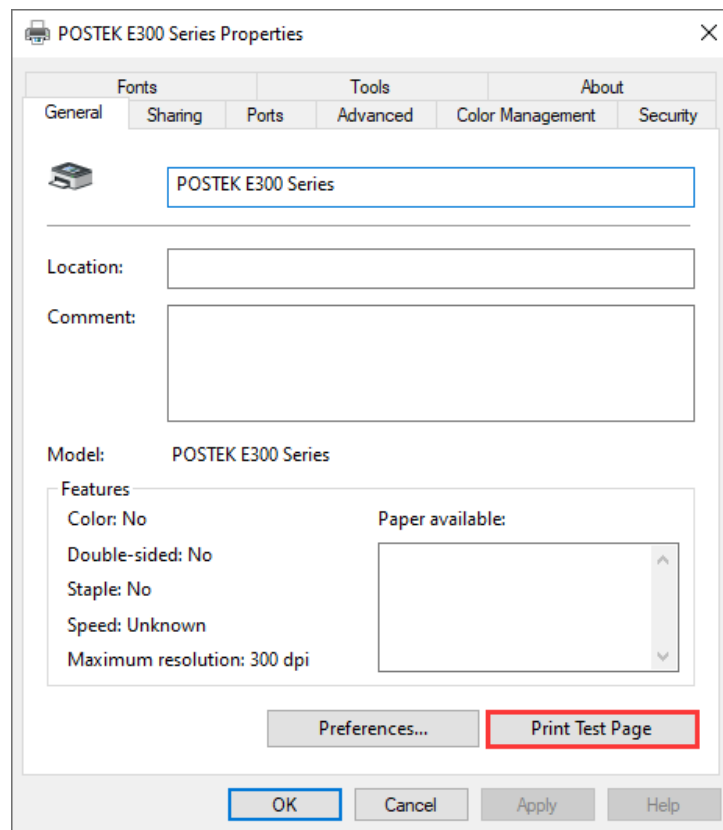 POSTEK E300 Series Properties
Fonts Tools About
General Sharing Ports Advanced Color Management Security
POSTEK E300 Series
Location:
Comment:
Model: POSTEK E300 Series
Features
Color: No Paper available:
Double-sided: No
Staple: No
Speed: Unknown
Maximum resolution: 300 dpi
Preferences... Print Test Page
OK Cancel Apply Help